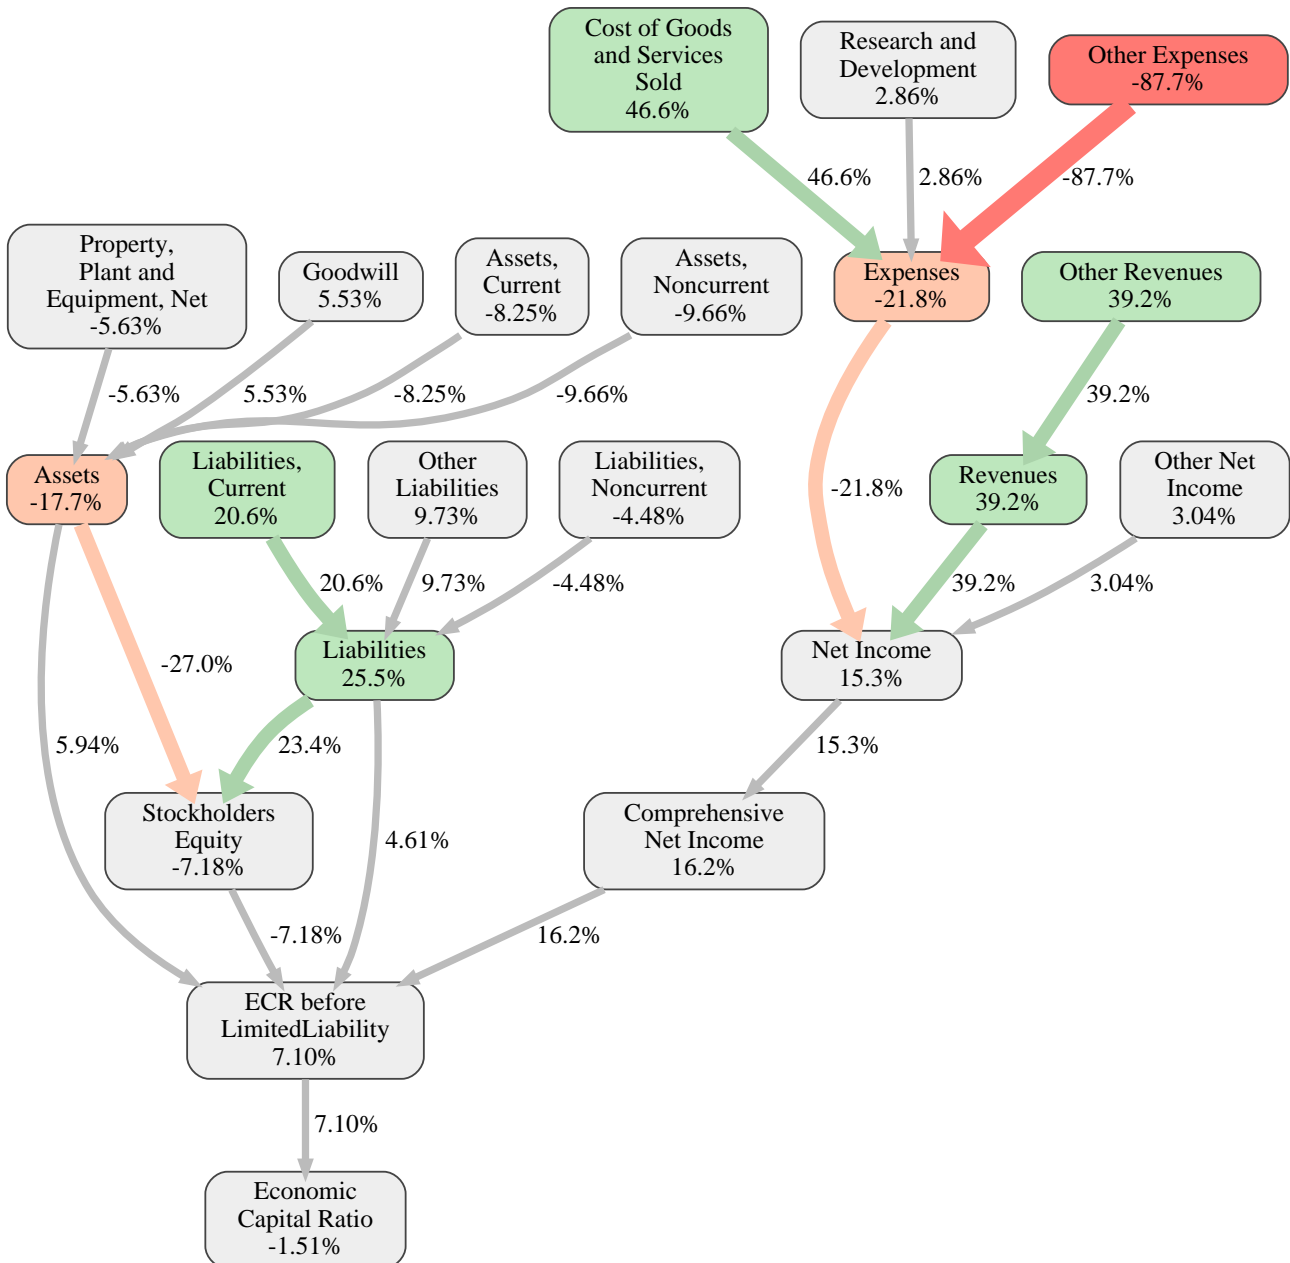 Cost of Goods
and Services
Sold
46.6%
Research and
Development
2.86%
Other Expenses
-87.7%
46.6%
2.86%
-87.7%
Property,
Plant and
Equipment, Net
-5.63%
Goodwill
5.53%
Assets,
Current
-8.25%
Assets,
Noncurrent
-9.66%
Expenses
-21.8%
Other Revenues
39.2%
-5.63%
5.53%
-8.25%
-9.66%
39.2%
Assets
-17.7%
Liabilities,
Current
20.6%
Other
Liabilities
9.73%
Liabilities,
Noncurrent
-4.48%
-21.8%
Revenues
39.2%
Other Net
Income
3.04%
20.6%
9.73%
-4.48%
39.2%
3.04%
-27.0%
Liabilities
25.5%
Net Income
15.3%
5.94%
23.4%
15.3%
Stockholders
Equity
-7.18%
4.61%
Comprehensive
Net Income
16.2%
-7.18%
16.2%
ECR before
LimitedLiability
7.10%
7.10%
Economic
Capital Ratio
-1.51%